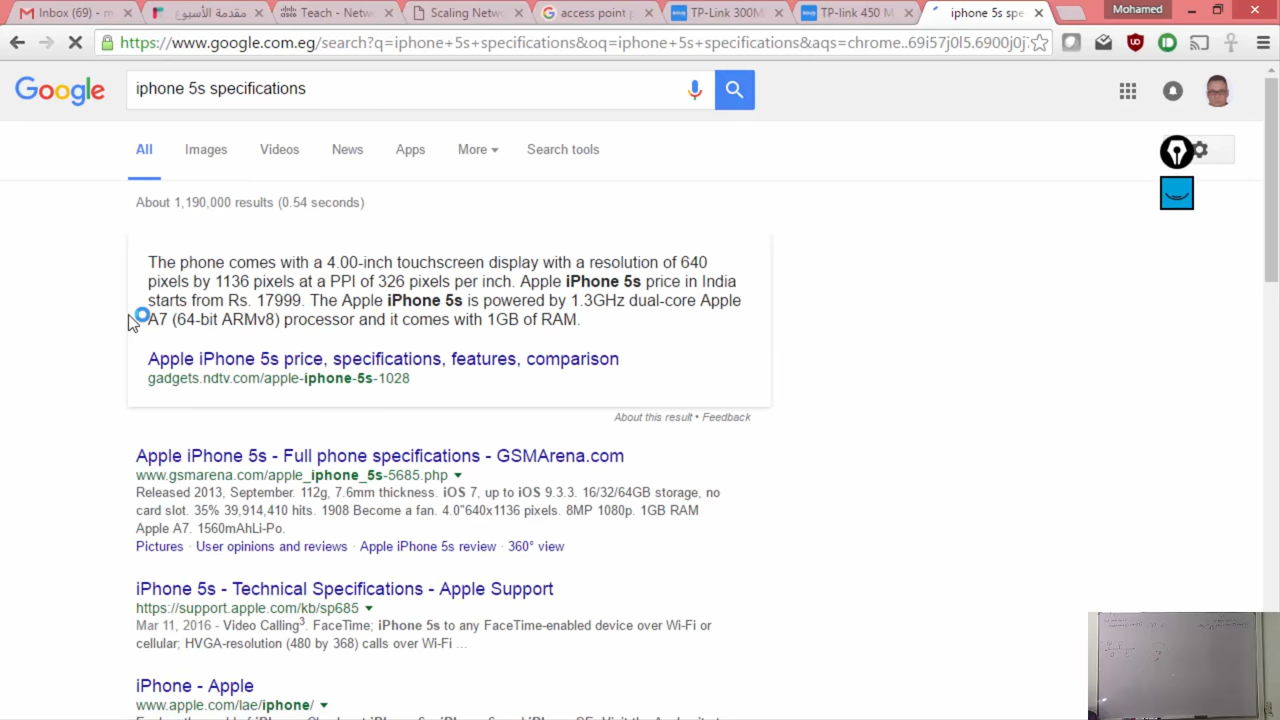 Inbox (69) - m
مقدمة الأسبوع
Teach - Netw
Scaling Netwo
access point p
TP-Link 300M
TP-link 450 M
iphone 5s spe
Mohamed
https://www.google.com.eg/search?q=iphone+5s+specifications&oq=iphone+5s+specifications&aqs=chrome..69i57j0l5.6900j0j
Google
iphone 5s specifications
All Images Videos News Apps More Search tools
About 1,190,000 results (0.54 seconds)
The phone comes with a 4.00-inch touchscreen display with a resolution of 640
pixels by 1136 pixels at a PPI of 326 pixels per inch. Apple iPhone 5s price in India
starts from Rs. 17999. The Apple iPhone 5s is powered by 1.3GHz dual-core Apple
A7 (64-bit ARMv8) processor and it comes with 1GB of RAM.
Apple iPhone 5s price, specifications, features, comparison
gadgets.ndtv.com/apple-iphone-5s-1028
About this result • Feedback
Apple iPhone 5s - Full phone specifications - GSMArena.com
www.gsmarena.com/apple_iphone_5s-5685.php
Released 2013, September. 112g, 7.6mm thickness. iOS 7, up to iOS 9.3.3. 16/32/64GB storage, no
card slot. 35% 39,914,410 hits. 1908 Become a fan. 4.0"640x1136 pixels. 8MP 1080p. 1GB RAM
Apple A7. 1560mAhLi-Po.
Pictures · User opinions and reviews · Apple iPhone 5s review · 360° view
iPhone 5s - Technical Specifications - Apple Support
https://support.apple.com/kb/sp685
Mar 11, 2016 - Video Calling3. FaceTime; iPhone 5s to any FaceTime-enabled device over Wi-Fi or
cellular; HVGA-resolution (480 by 368) calls over Wi-Fi ...
iPhone - Apple
www.apple.com/lae/iphone/